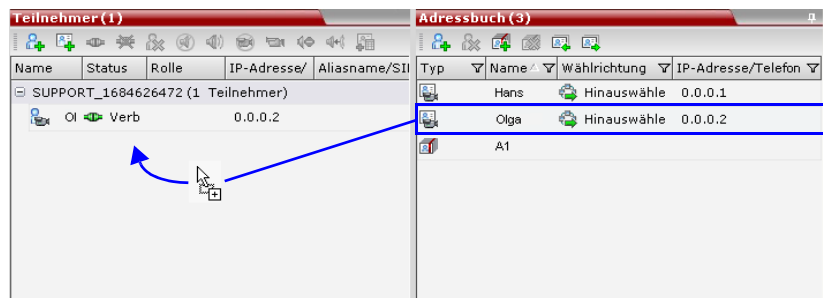 Teilnehmer(1)
Name Status Rolle IP-Adresse/ Aliasname/SI
SUPPORT_1684626472 (1 Teilnehmer)
Ol Verb 0.0.0.2
Adressbuch(3)
Typ Name Wählrichtung IP-Adresse/Telefon
Hans Hinauswähle 0.0.0.1
Olga Hinauswähle 0.0.0.2
A1